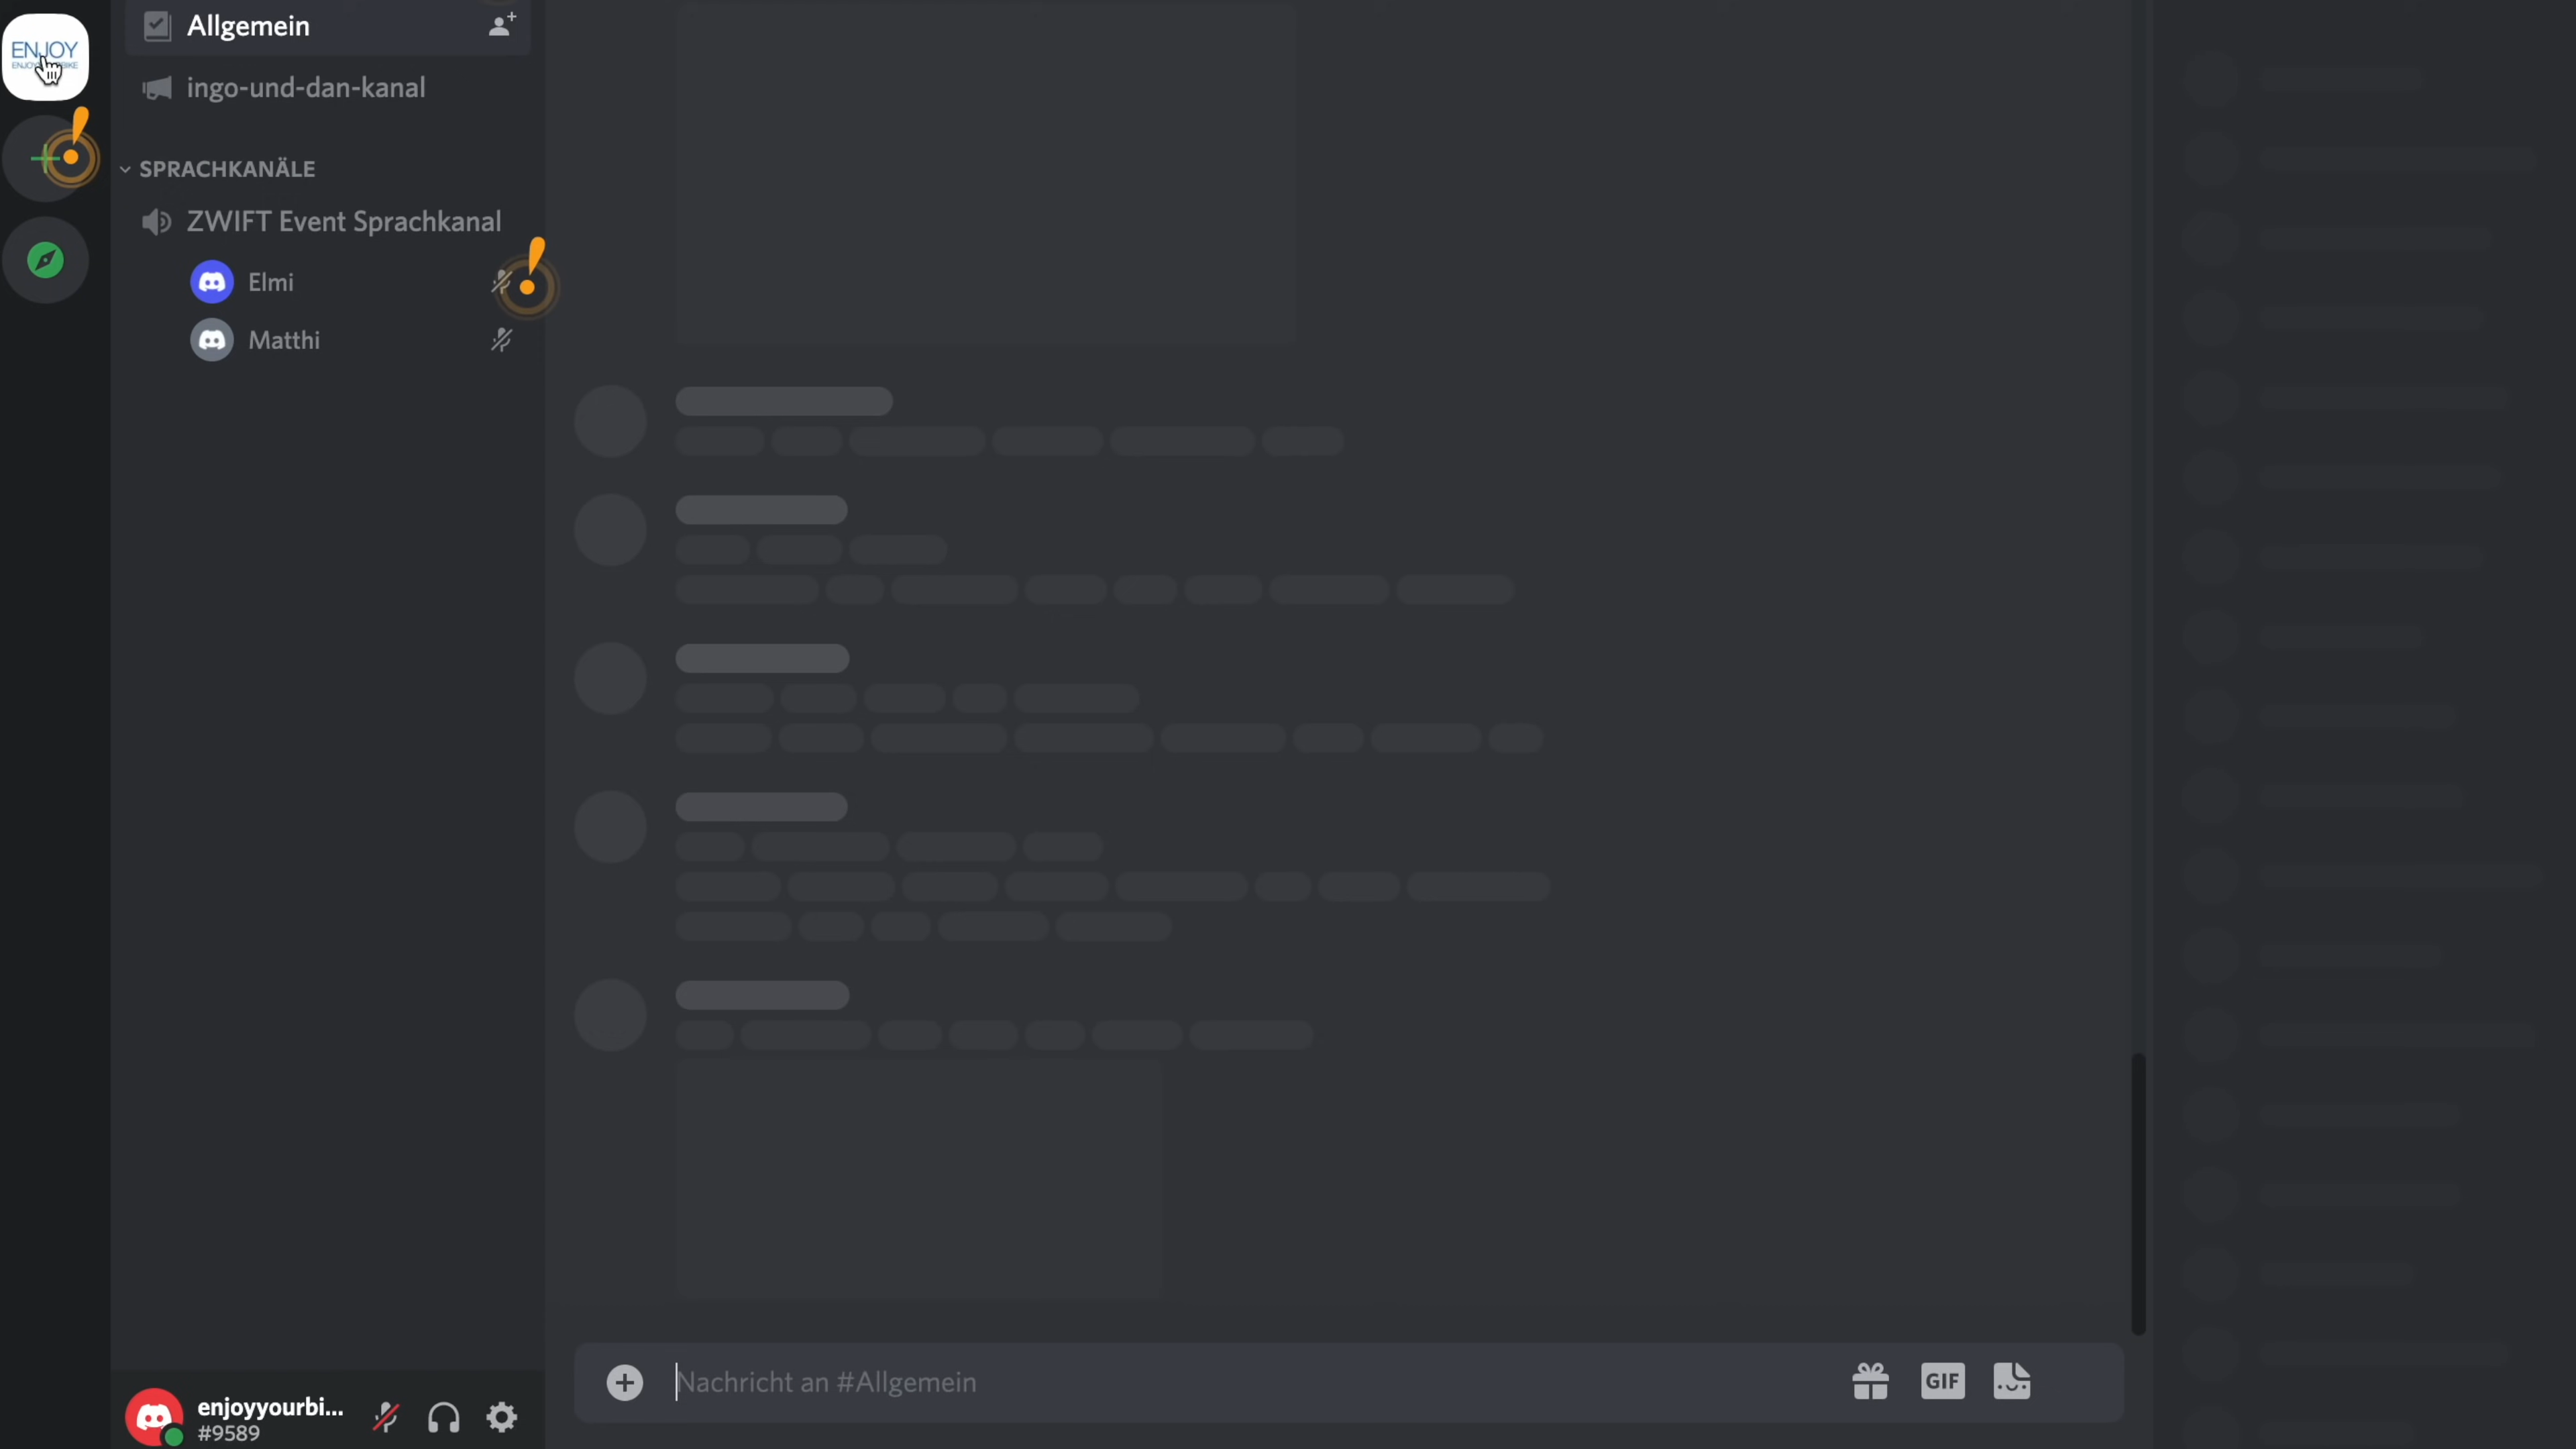 ENJOY
Allgemein
ingo-und-dan-kanal
SPRACHKANÄLE
ZWIFT Event Sprachkanal
Elmi
Matthi
Nachricht an #Allgemein
GIF
enjoyyourbi...
#9589